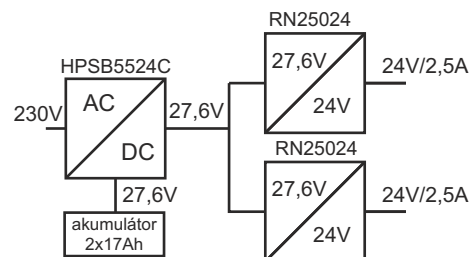 RN25024
27,6V
24V
24V/2,5A
HPSB5524C
230V
AC
DC
27,6V
27,6V
akumulátor
2x17Ah
RN25024
27,6V
24V
24V/2,5A